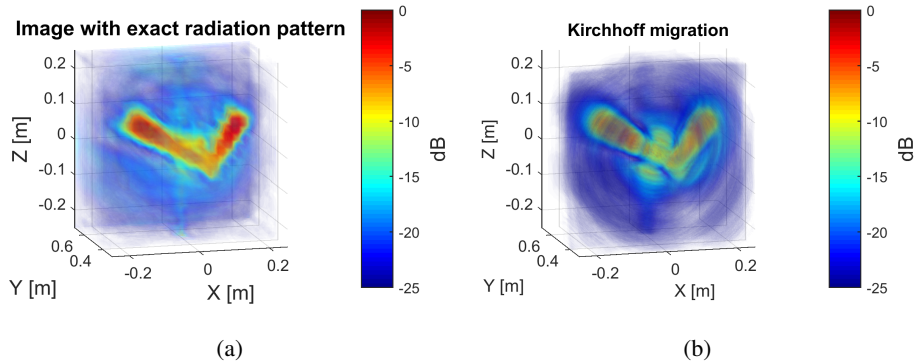 Image with exact radiation pattern
0.2
0.1
0
-0.1
-0.2
Z [m]
0.6
0.4
Y [m]
-0.2
0
0.2
X [m]
0
-5
-10
-15
-20
-25
dB
(a)
Kirchhoff migration
0.2
0.1
0
-0.1
-0.2
Z [m]
0.6
0.4
Y [m]
-0.2
0
0.2
X [m]
0
-5
-10
-15
-20
-25
dB
(b)